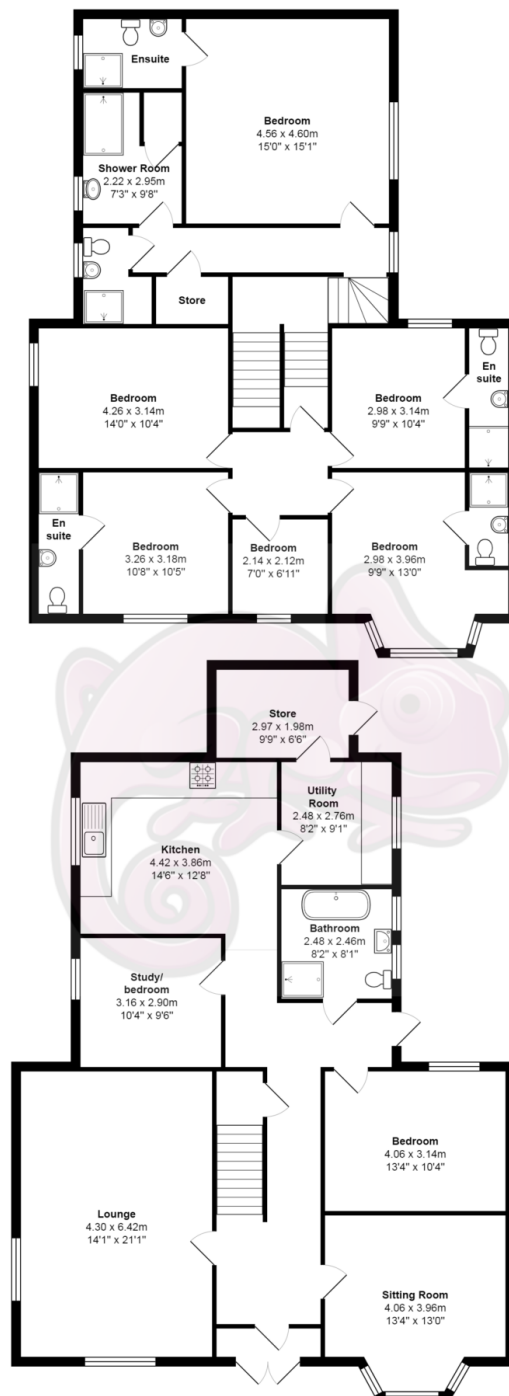 Ensuite
Bedroom
4.56 x 4.60m
15'0" x 15'1"
Shower Room
2.22 x 2.95m
7'3" x 9'8"
Store
Bedroom
4.26 x 3.14m
14'0" x 10'4"
Bedroom
2.98 x 3.14m
9'9" x 10'4"
En
suite
En
suite
Bedroom
3.26 x 3.18m
10'8" x 10'5"
Bedroom
2.14 x 2.12m
7'0" x 6'11"
Bedroom
2.98 x 3.96m
9'9" x 13'0"
Store
2.97 x 1.98m
9'9" x 6'6"
Utility
Room
2.48 x 2.76m
8'2" x 9'1"
Kitchen
4.42 x 3.86m
14'6" x 12'8"
Bathroom
2.48 x 2.46m
8'2" x 8'1"
Study/
bedroom
3.16 x 2.90m
10'4" x 9'6"
Bedroom
4.06 x 3.14m
13'4" x 10'4"
Lounge
4.30 x 6.42m
14'1" x 21'1"
Sitting Room
4.06 x 3.96m
13'4" x 13'0"